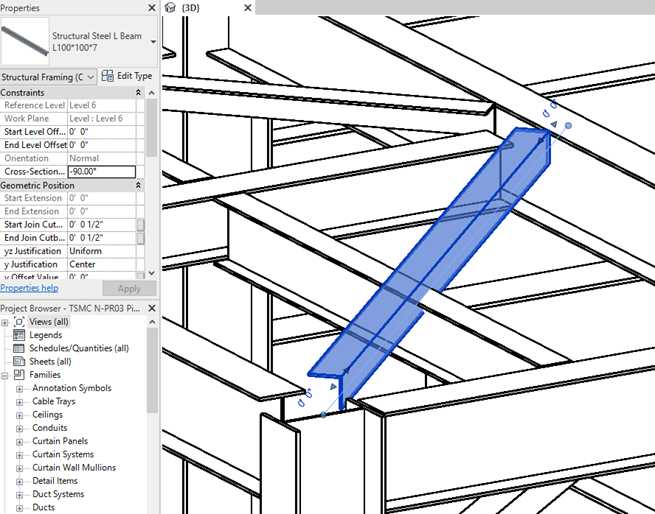 Properties
{3D}
Structural Steel L Beam
L100*100*7
Structural Framing (C
Edit Type
Constraints
Reference Level Level 6
Work Plane Level : Level 6
Start Level Off... 0' 0"
End Level Offset 0' 0"
Orientation Normal
Cross-Section... -90.00°
Geometric Position
Start Extension 0' 0"
End Extension 0' 0"
Start Join Cut... 0' 0 1/2"
End Join Cutb... 0' 0 1/2"
yz Justification Uniform
y Justification Center
y Offset Value
Properties help
Apply
Project Browser - TSMC N-PR03 Pi...
Views (all)
Legends
Schedules/Quantities (all)
Sheets (all)
Families
Annotation Symbols
Cable Trays
Ceilings
Conduits
Curtain Panels
Curtain Systems
Curtain Wall Mullions
Detail Items
Duct Systems
Ducts